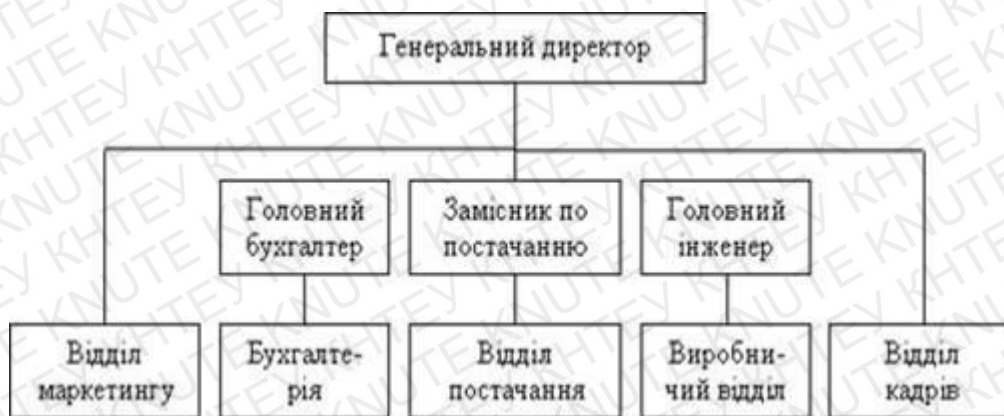 Генеральний директор
Головний
бухгалтер
Замісник по
постачанню
Головний
інженер
Відділ
маркетингу
Бухгалте-
рія
Відділ
постачання
Виробни-
чий відділ
Відділ
кадрів